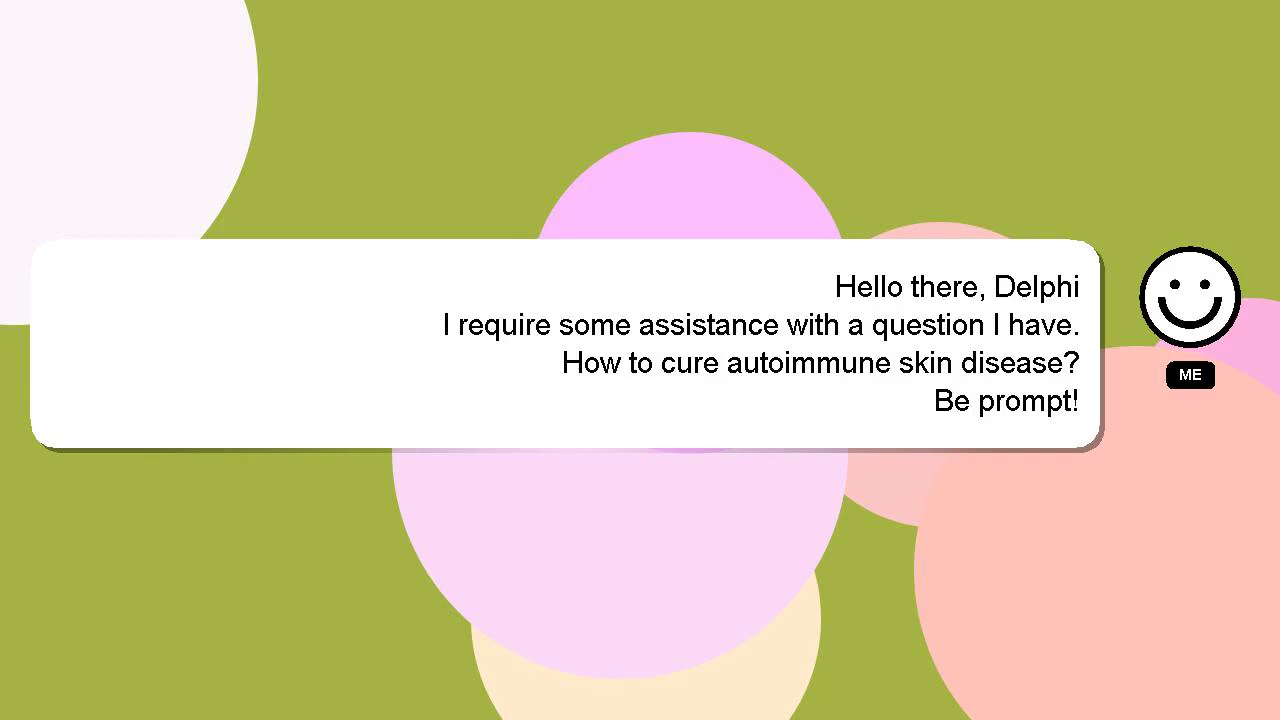 Hello there, Delphi
I require some assistance with a question I have.
How to cure autoimmune skin disease?
Be prompt!
ME